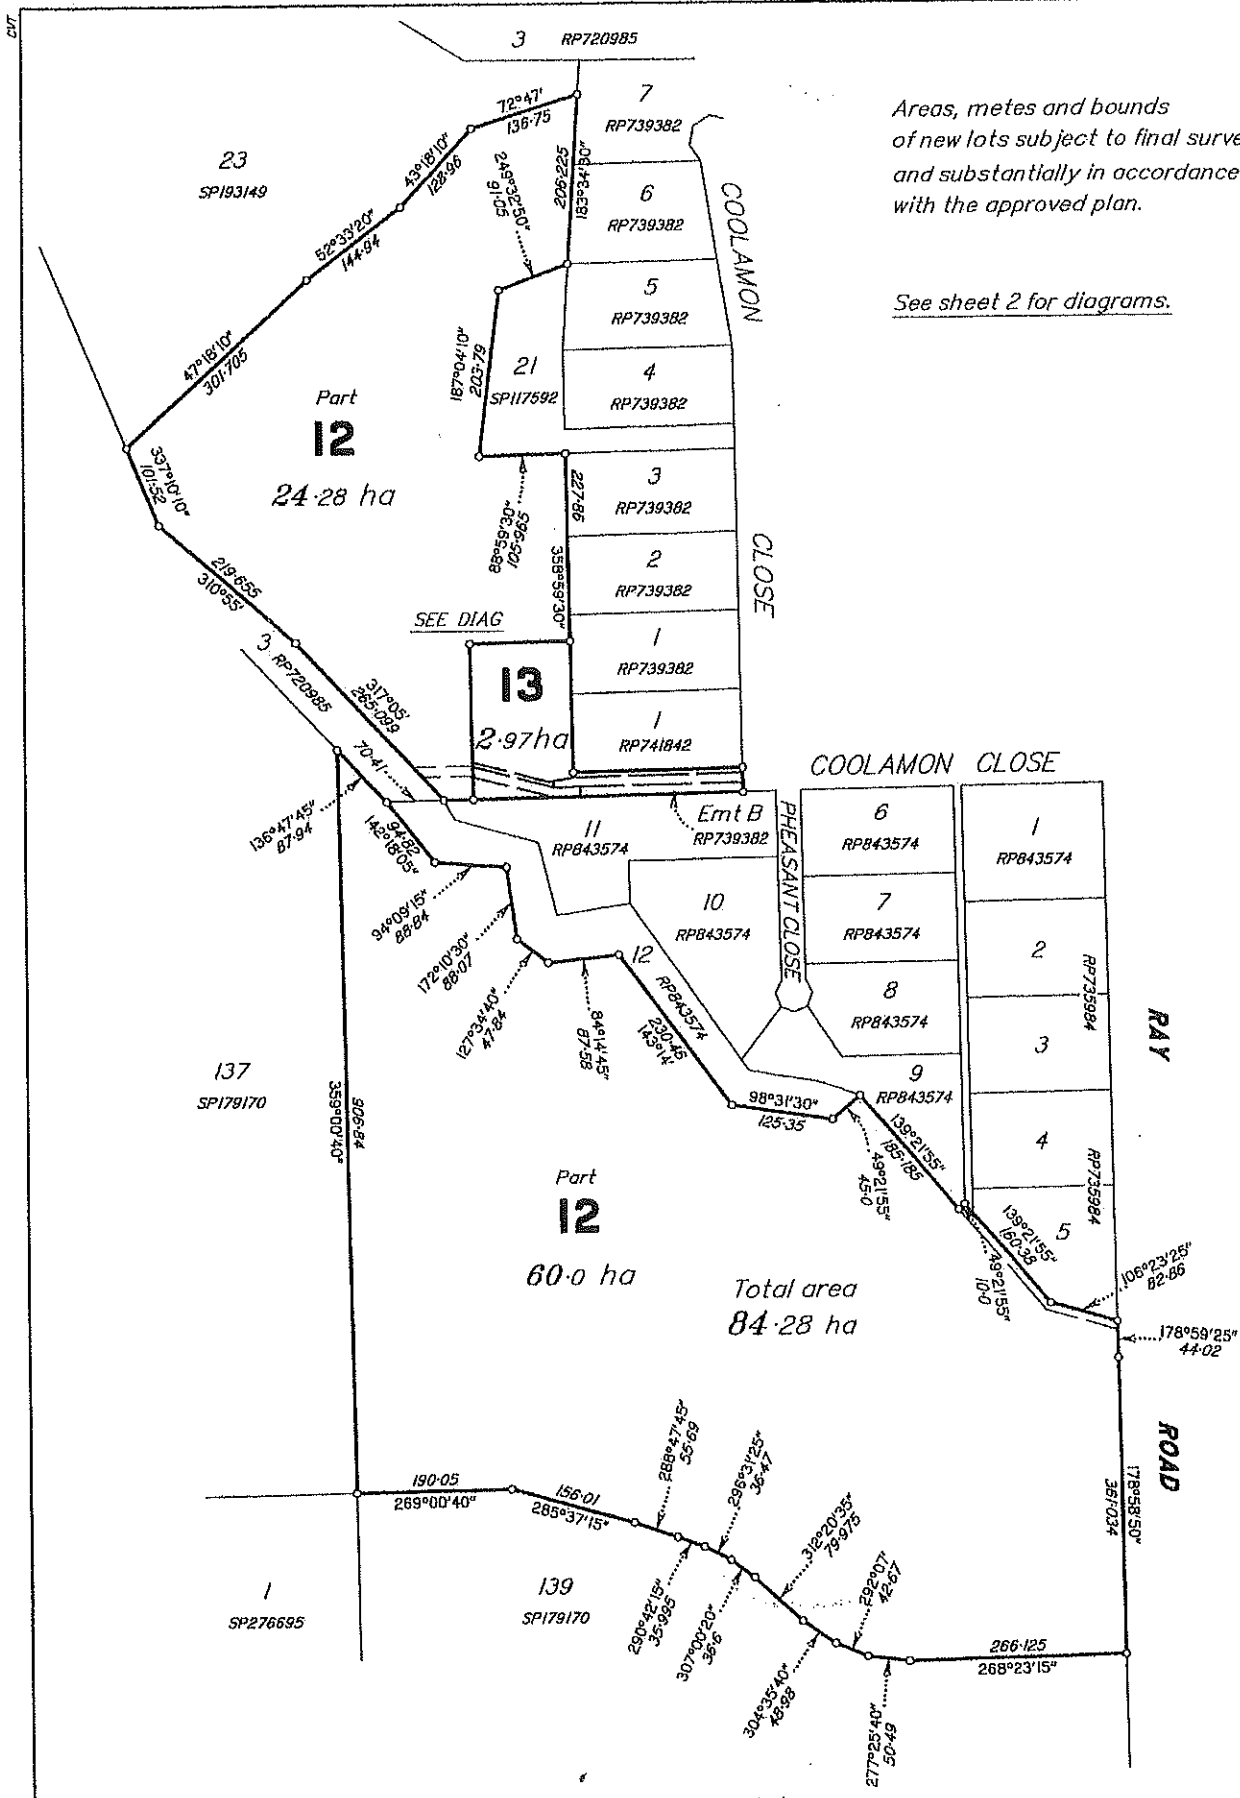 CVT
3 RP720985
7
RP739382
Areas, metes and bounds
of new lots subject to final surve
and substantially in accordance
with the approved plan.
See sheet 2 for diagrams.
23
SP193149
72°47'
136·75
43°18'10"
128·96
52°33'20"
144·94
47°18'10"
301·705
249°32'50"
91·05
206·225
183°34'30"
6
RP739382
COOLAMON
5
RP739382
4
RP739382
187°04'10"
203·79
21
SP117592
Part
12
24·28 ha
337°10'10"
101·52
88°59'30"
105·965
227·86
358°59'30"
3
RP739382
2
RP739382
CLOSE
1
RP739382
1
RP741842
219·655
310°55'
SEE DIAG
13
2·97ha
3 RP720985
317°05'
265·099
70·41
136°47'45"
87·94
94·82
142°18'05"
94°09'15"
88·84
172°10'30"
88·07
127°34'40"
47·84
84°14'45"
87·58
11
RP843574
Emt B
RP739382
COOLAMON CLOSE
PHEASANT CLOSE
6
RP843574
1
RP843574
10
RP843574
7
RP843574
2
RP735984
8
RP843574
3
12
RP843574
230·46
143°14'
9
RP843574
4
RP735984
5
RAY
137
SP179170
906·84
359°00'40"
98°31'30"
125·35
49°21'55"
45·0
139°21'55"
185·185
139°21'55"
160·38
49°21'55"
10·0
106°23'25"
82·86
178°59'25"
44·02
Part
12
60·0 ha
Total area
84·28 ha
ROAD
178°58'50"
361·034
190·05
269°00'40"
156·01
285°37'15"
288°47'45"
55·69
296°31'25"
36·47
312°20'35"
79·975
292°07'
42·67
266·125
268°23'15"
1
SP276695
139
SP179170
290°42'15"
35·995
307°00'20"
36·6
304°35'40"
48·98
277°25'40"
50·49